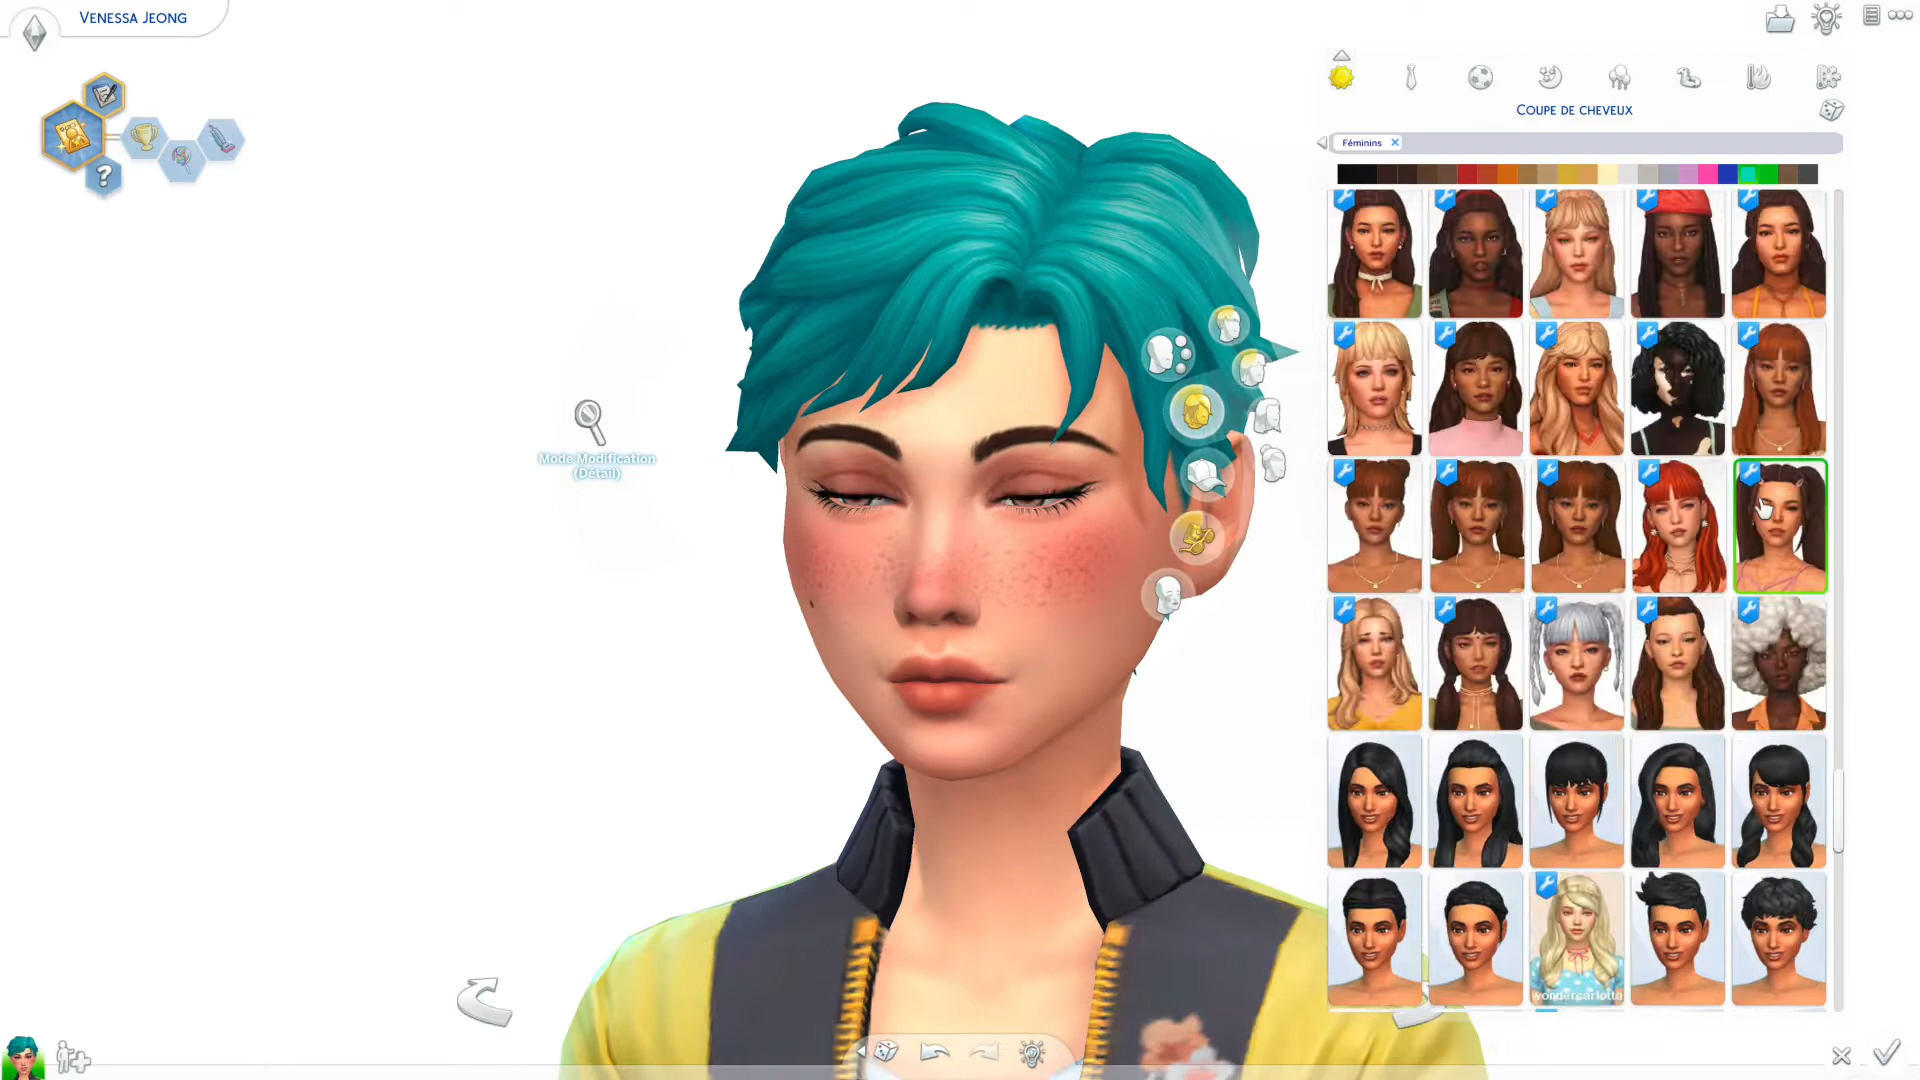 Venessa Jeong
Coupe de cheveux
Féminins
Mode Modification
(Détail)
?
wondercarlotta